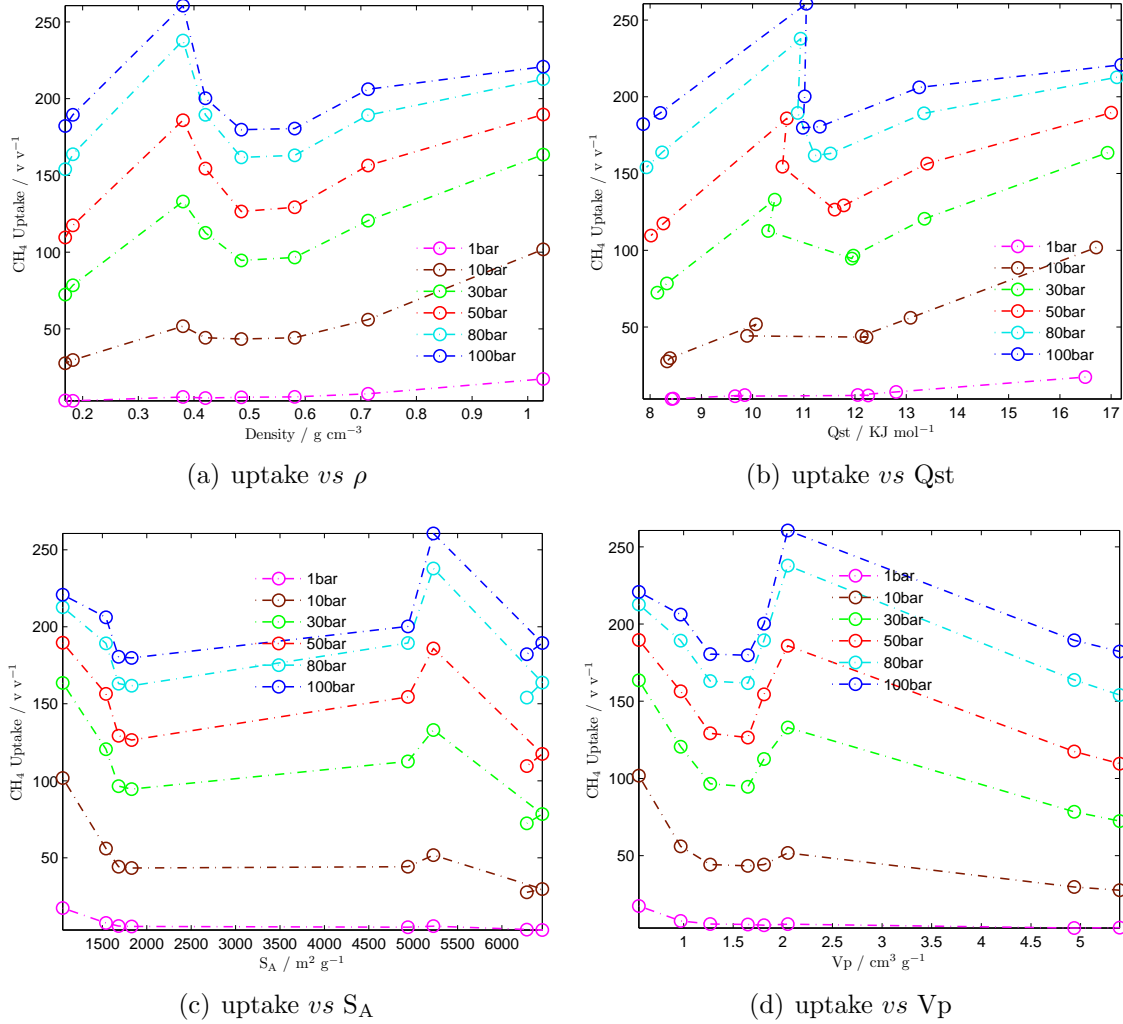 250
200
150
100
50
CH₄ Uptake / v v⁻¹
0.2 0.3 0.4 0.5 0.6 0.7 0.8 0.9 1
Density / g cm⁻³
1bar
10bar
30bar
50bar
80bar
100bar
(a) uptake vs ρ
250
200
150
100
50
CH₄ Uptake / v v⁻¹
8 9 10 11 12 13 14 15 16 17
Qst / KJ mol⁻¹
1bar
10bar
30bar
50bar
80bar
100bar
(b) uptake vs Qst
250
200
150
100
50
CH₄ Uptake / v v⁻¹
1500 2000 2500 3000 3500 4000 4500 5000 5500 6000
S_A / m² g⁻¹
1bar
10bar
30bar
50bar
80bar
100bar
(c) uptake vs S_A
250
200
150
100
50
CH₄ Uptake / v v⁻¹
1 1.5 2 2.5 3 3.5 4 4.5 5
Vp / cm³ g⁻¹
1bar
10bar
30bar
50bar
80bar
100bar
(d) uptake vs Vp